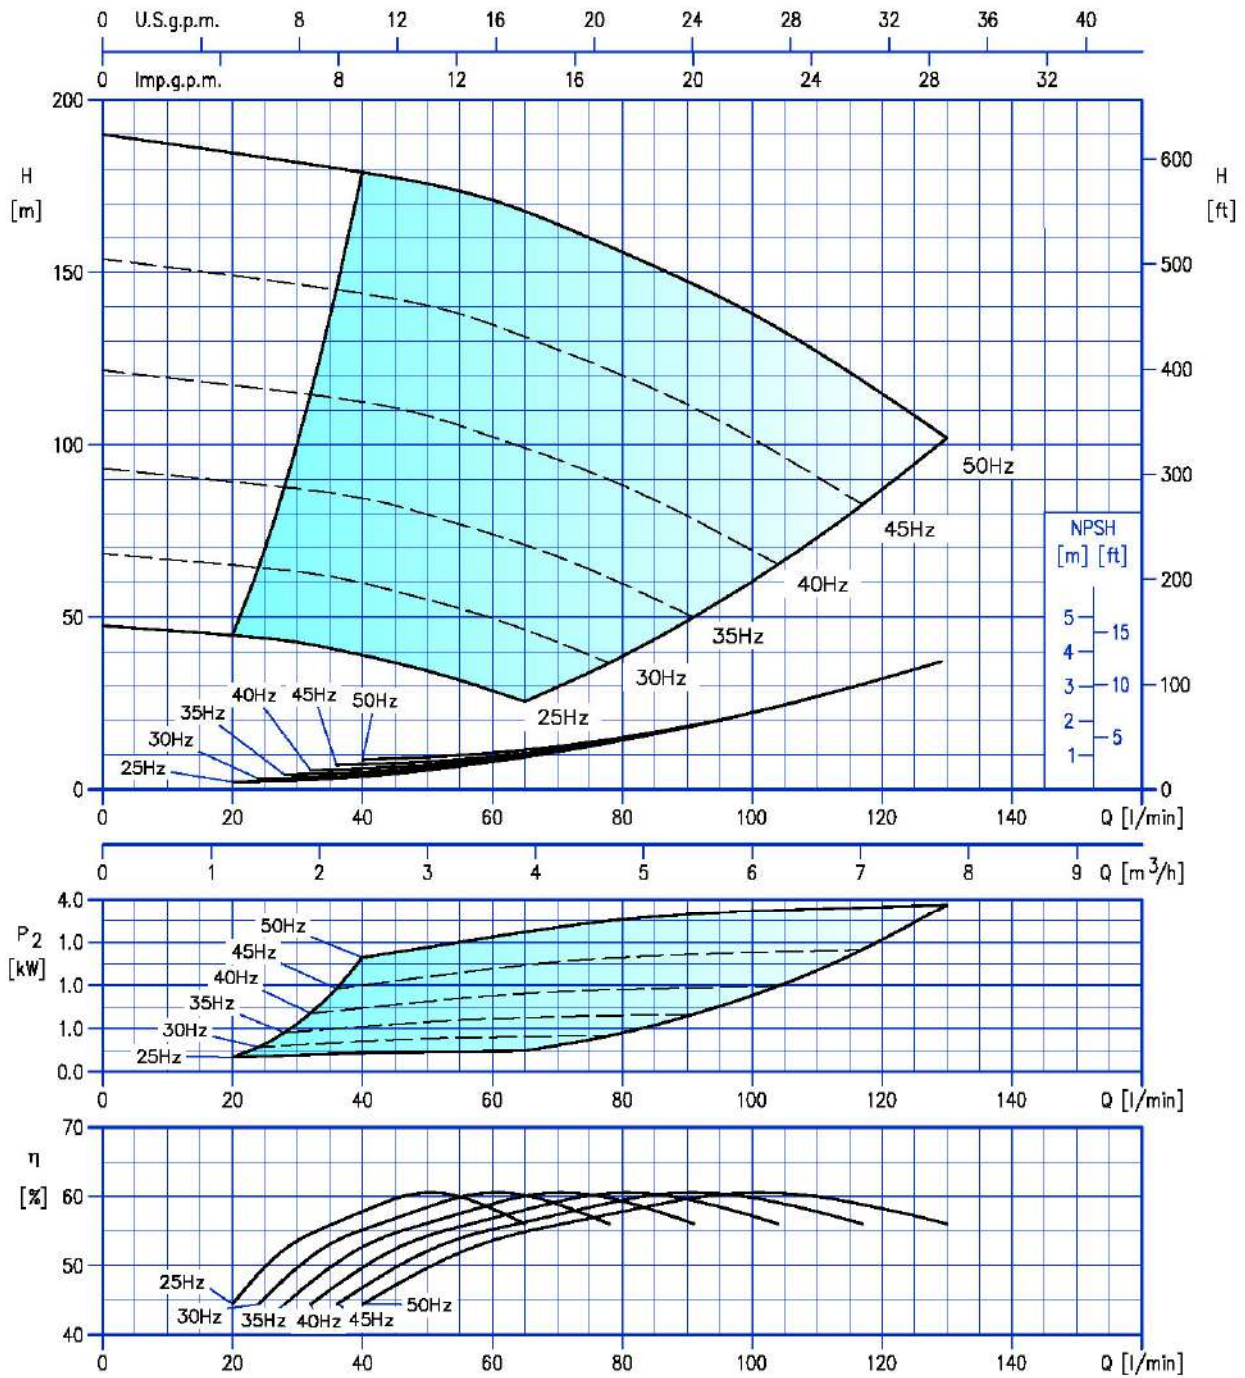 0 U.S.g.p.m. 8 12 16 20 24 28 32 36 40
0 Imp.g.p.m. 8 12 16 20 24 28 32
200
H
[m]
150
100
50
0
600
H
[ft]
500
400
300
200
100
0
50Hz
45Hz
40Hz
35Hz
30Hz
25Hz
NPSH
[m] [ft]
5
15
4
3
10
2
5
1
50Hz
45Hz
40Hz
35Hz
30Hz
25Hz
20 40 60 80 100 120 140 Q [l/min]
0 1 2 3 4 5 6 7 8 9 Q [m³/h]
4.0
P2
1.0
[kW]
1.0
1.0
0.0
50Hz
45Hz
40Hz
35Hz
30Hz
25Hz
0 20 40 60 80 100 120 140 Q [l/min]
70
η
[%]
60
50
40
25Hz
30Hz 35Hz 40Hz 45Hz 50Hz
0 20 40 60 80 100 120 140 Q [l/min]